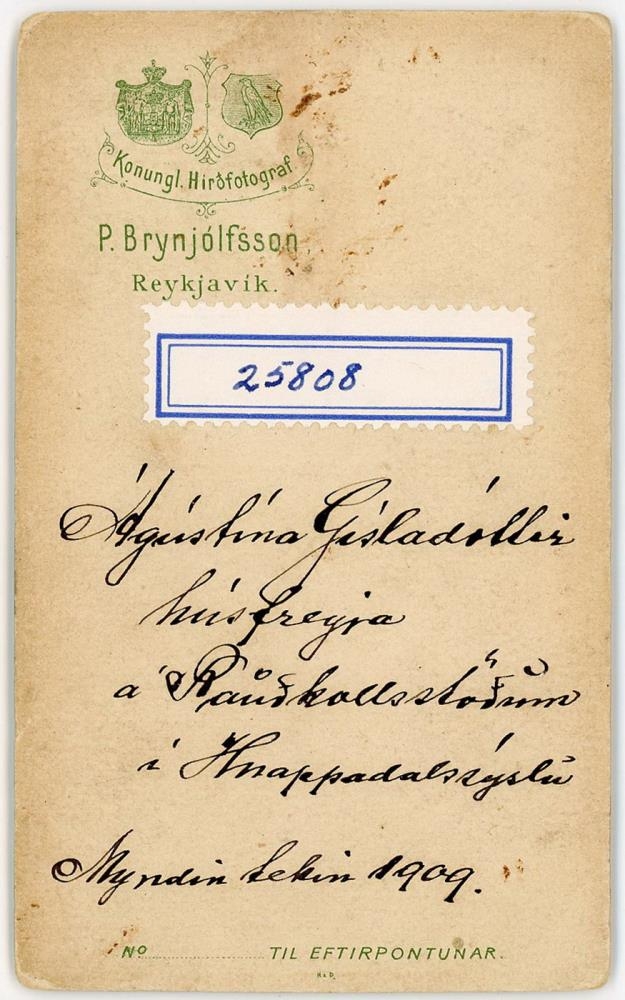 Konungl. Hirðfotograf.
P. Brynjólfsson,
Reykjavík.
25808
Ágústína Gísladóttir
húsfreyja
á Rauðkollsstöðum
í Hnappadalssýslu
Myndin tekin 1909.
No TIL EFTIRPONTUNAR.
H & D.